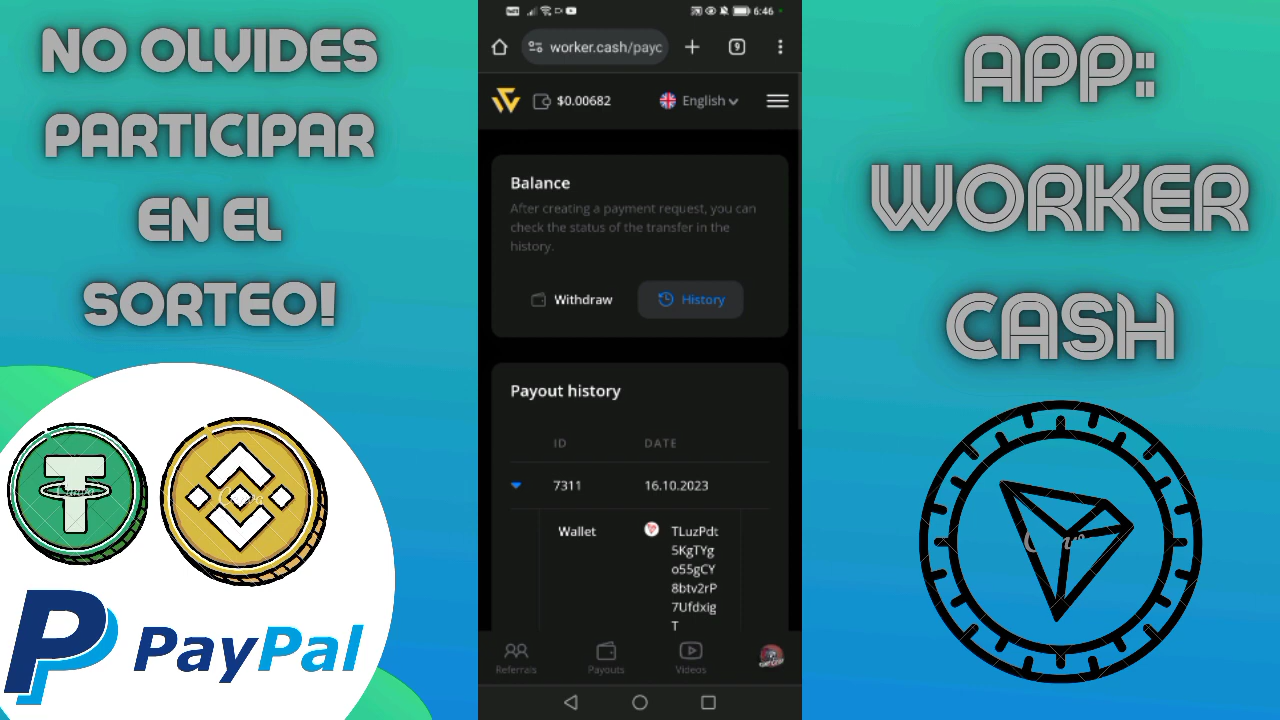 NO OLVIDES
PARTICIPAR
EN EL
SORTEO!
PayPal
6:46
worker.cash/payc
9
$0.00682
English
Balance
After creating a payment request, you can
check the status of the transfer in the
history.
Withdraw
History
Payout history
ID
DATE
7311
16.10.2023
Wallet
TLuzPdt
5KgTYg
o55gCY
8btv2rP
7Ufdxig
T
Referrals
Payouts
Videos
APP:
WORKER
CASH